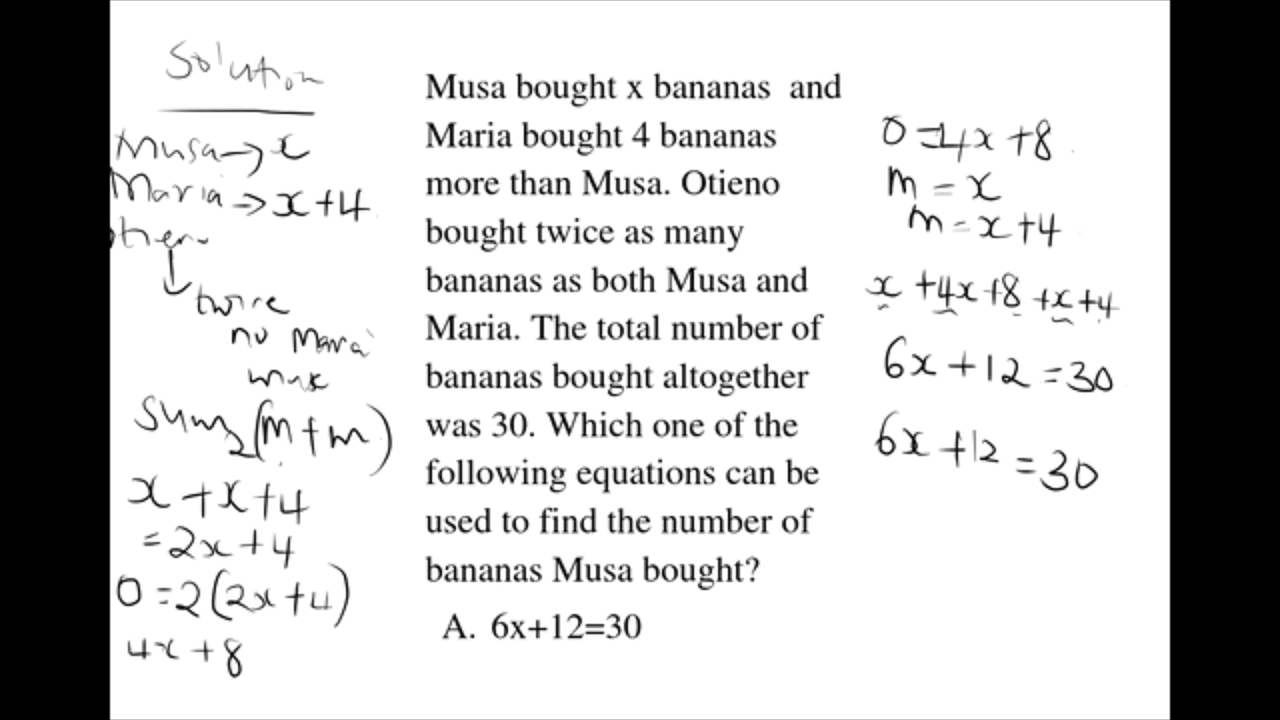 Solution
Musa → x
Maria → x+4
twice
no Maria
sum 2(m+m)
x+x+4
=2x+4
0=2(2x+4)
4x+8
Musa bought x bananas and
Maria bought 4 bananas
more than Musa. Otieno
bought twice as many
bananas as both Musa and
Maria. The total number of
bananas bought altogether
was 30. Which one of the
following equations can be
used to find the number of
bananas Musa bought?
A. 6x+12=30
0=4x+8
m=x
m=x+4
x+4x+8+x+4
6x+12=30
6x+12=30